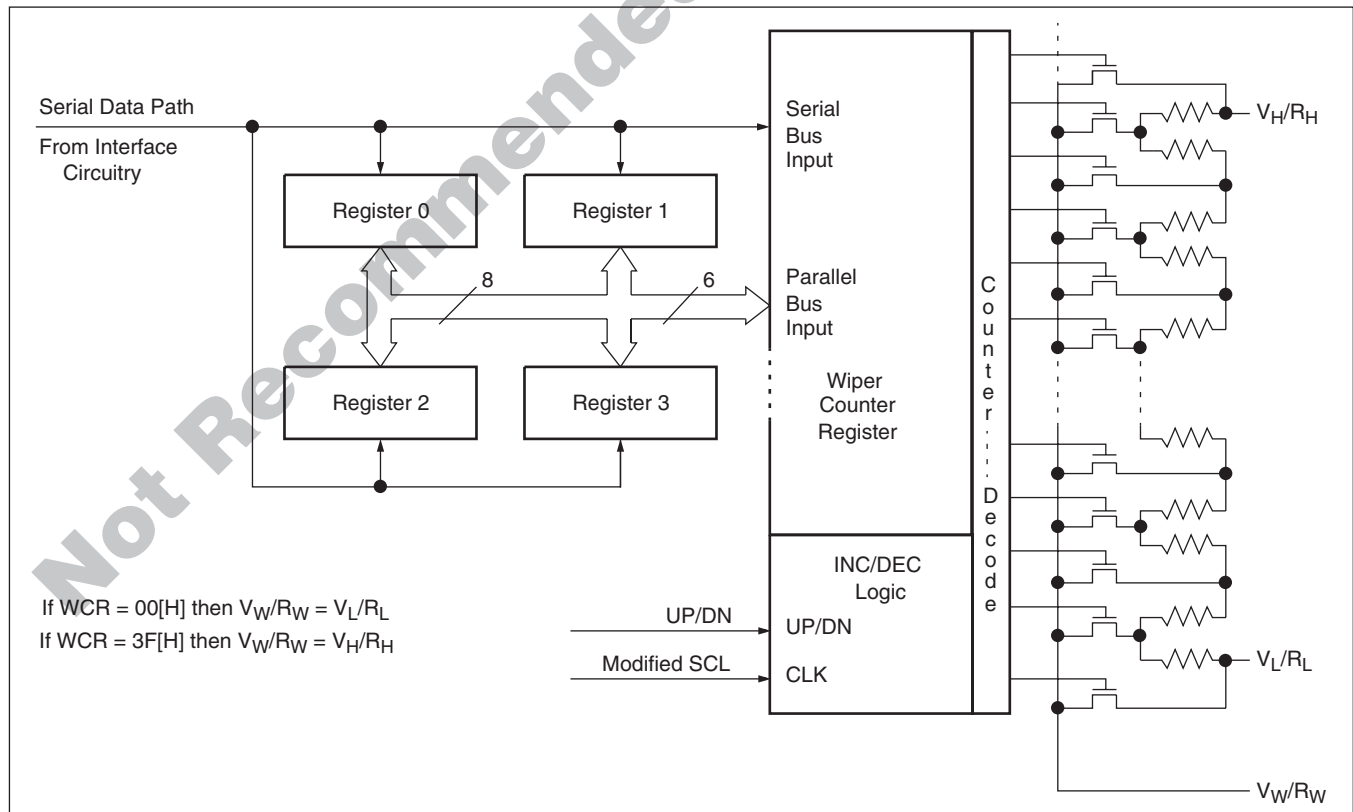 Not Recommended
Serial Data Path
From Interface
Circuitry
Register 0
Register 1
8
6
Register 2
Register 3
Serial
Bus
Input
Parallel
Bus
Input
Wiper
Counter
Register
INC/DEC
Logic
UP/DN
UP/DN
Modified SCL
CLK
Counter
Decode
VH/RH
VL/RL
VW/RW
If WCR = 00[H] then VW/RW = VL/RL
If WCR = 3F[H] then VW/RW = VH/RH